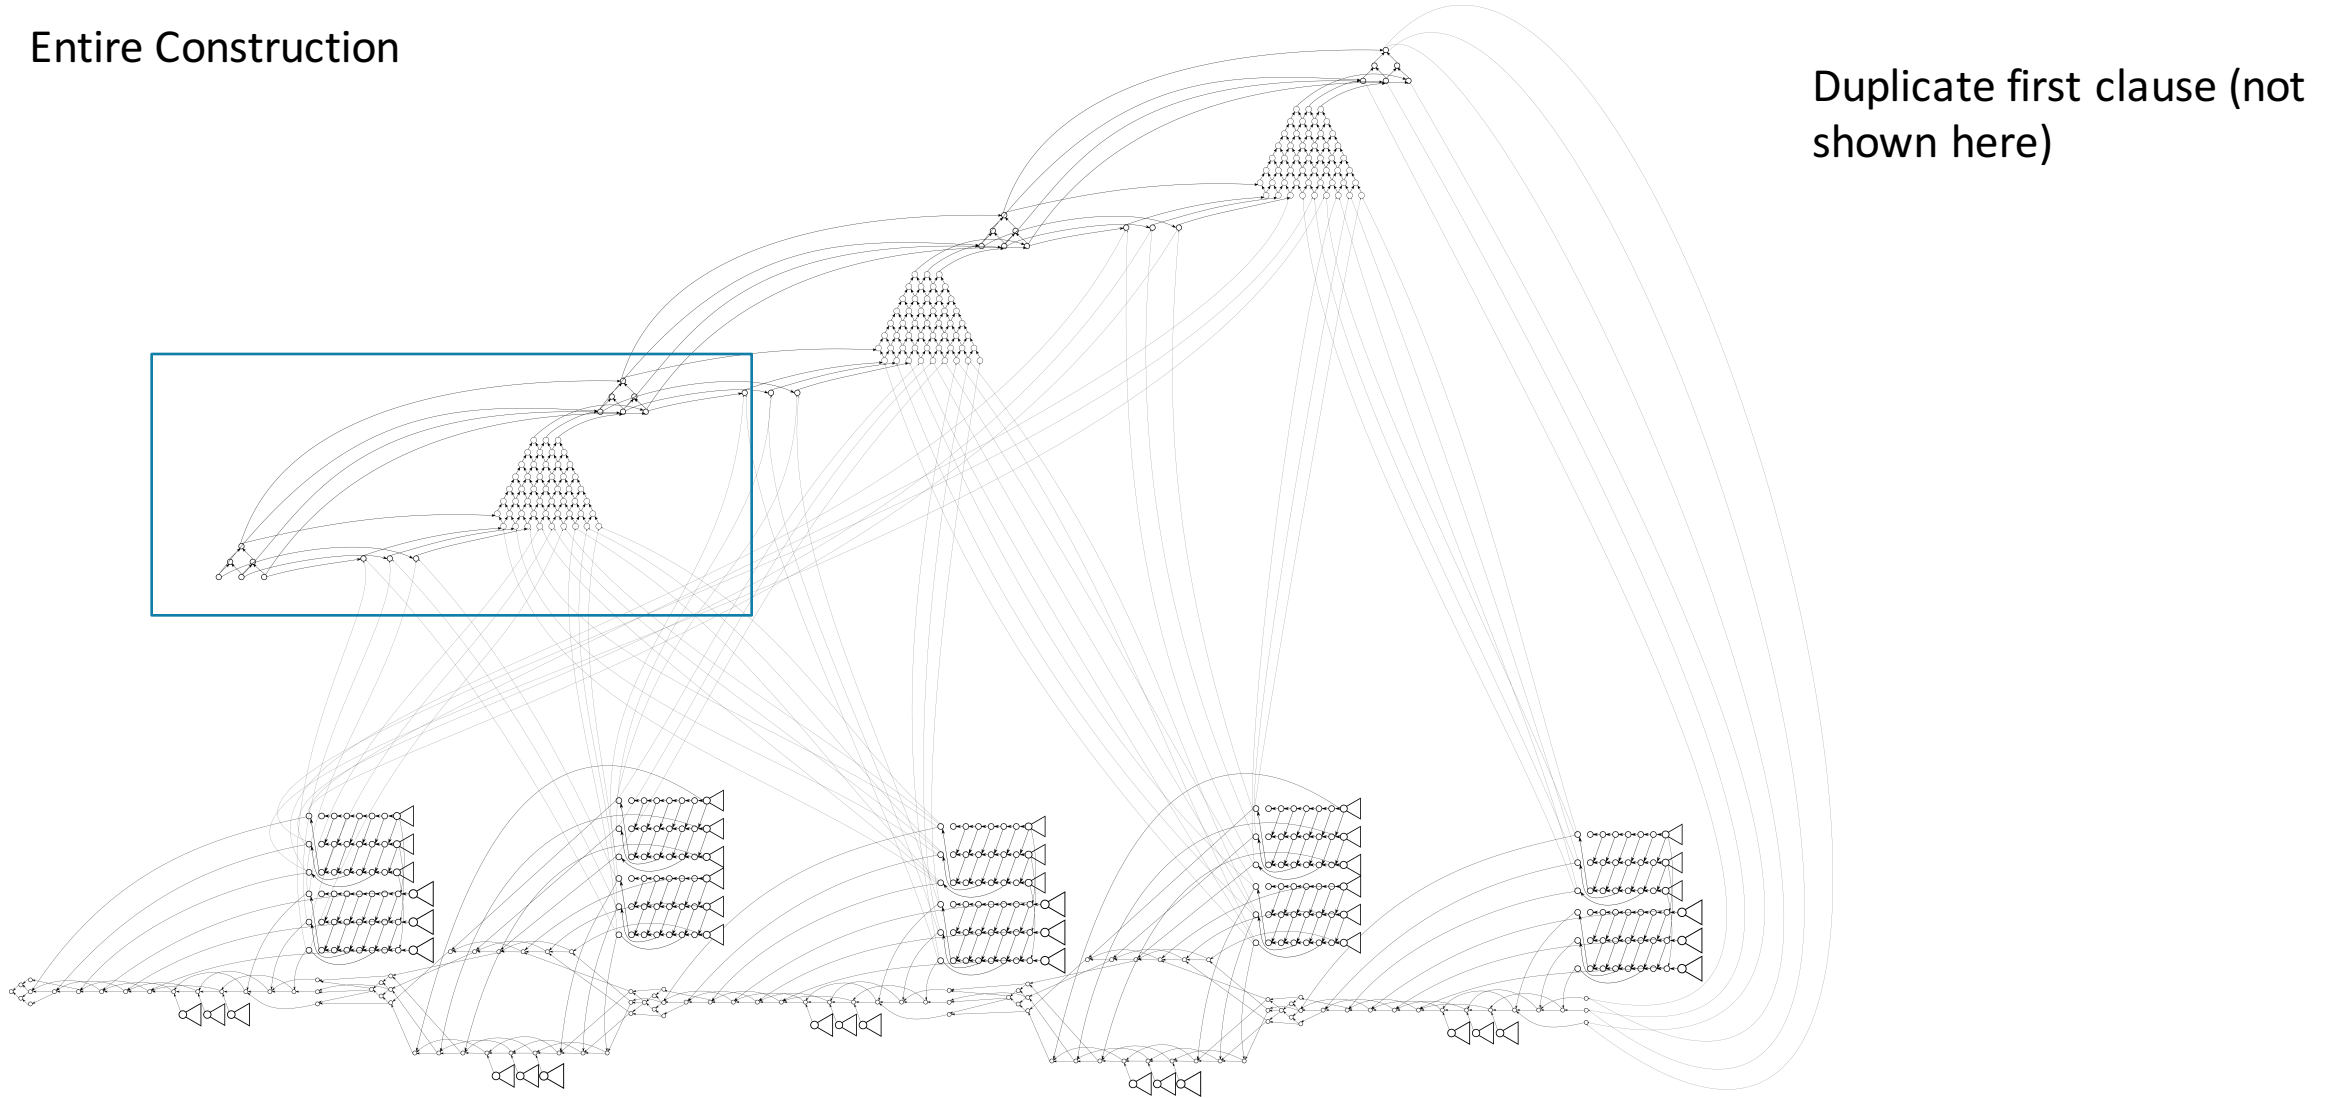 Entire Construction
Duplicate first clause (not
shown here)